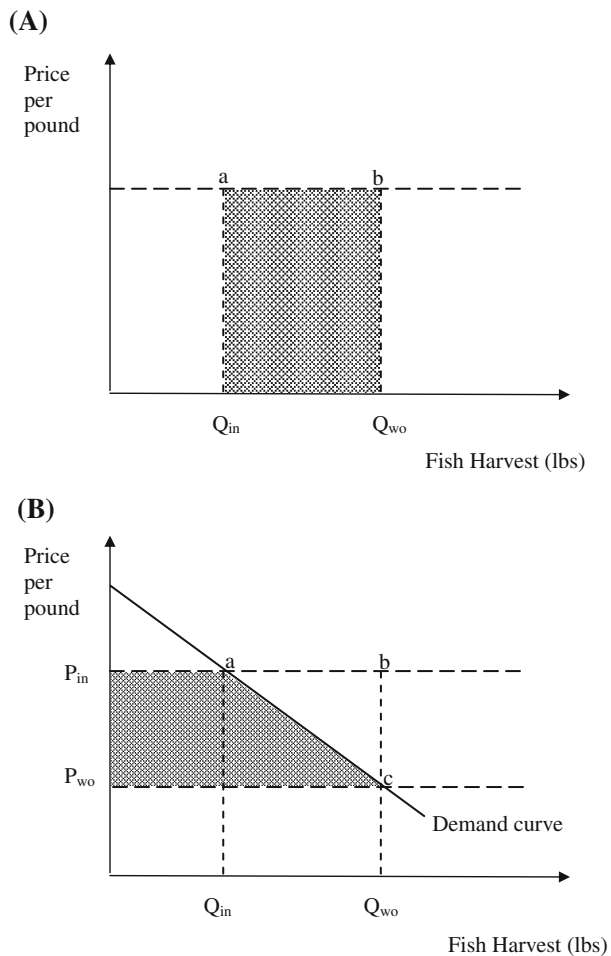 (A)
Price
per
pound
a b
Q_in Q_wo
Fish Harvest (lbs)
(B)
Price
per
pound
P_in a b
P_wo c
Demand curve
Q_in Q_wo
Fish Harvest (lbs)